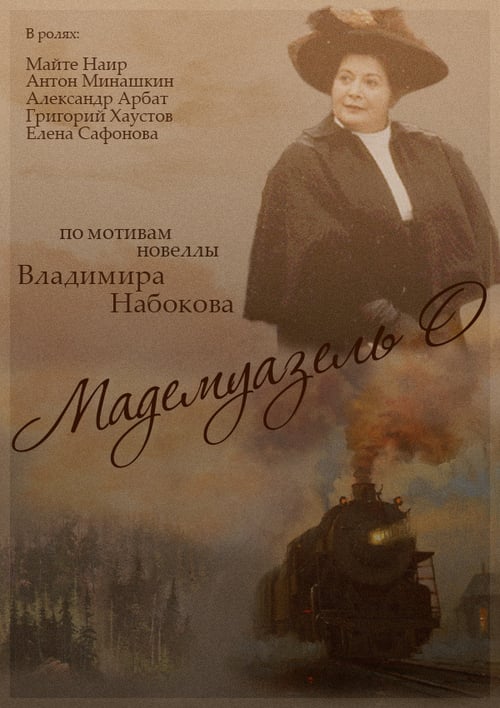 В ролях:
Майте Наир
Антон Минашкин
Александр Арбат
Григорий Хаустов
Елена Сафонова
по мотивам
новеллы
Владимира
Набокова
Мадемуазель О